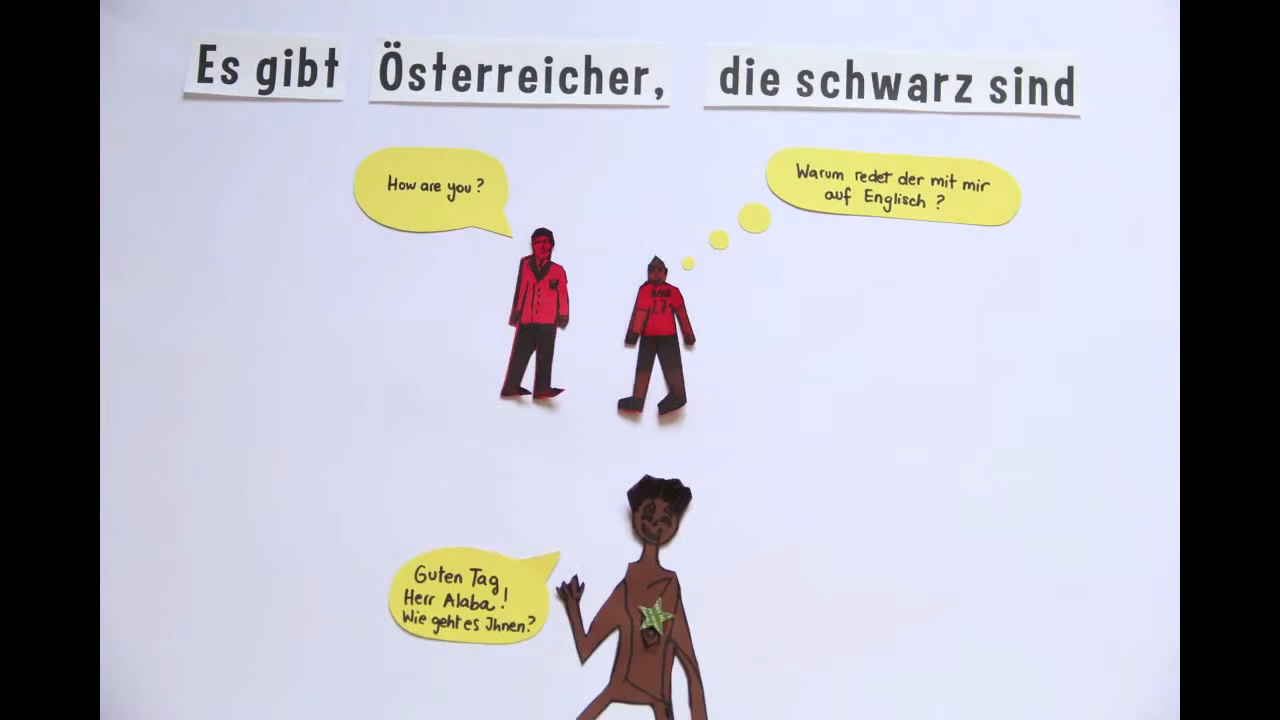 Es gibt Österreicher, die schwarz sind
How are you?
Warum redet der mit mir
auf Englisch?
Guten Tag
Herr Alaba!
Wie geht es Ihnen?